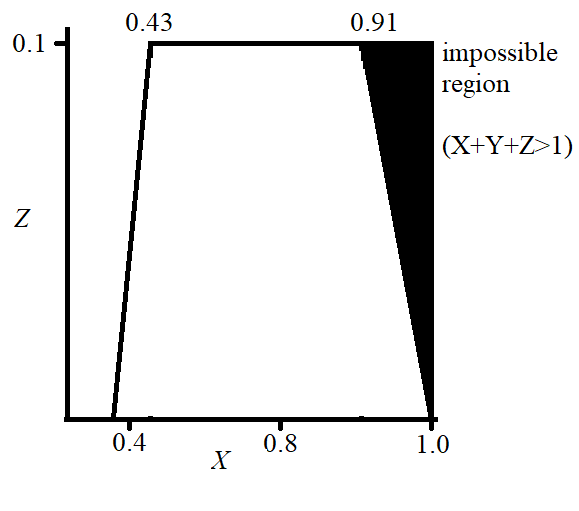 0.43
0.91
0.1
impossible
region
(X+Y+Z>1)
Z
0.4
0.8
1.0
X